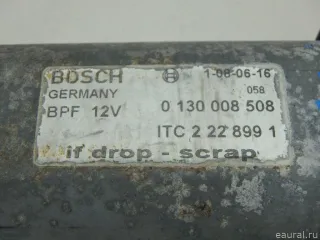 BOSCH 1-06-06-16
GERMANY 058
BPF 12V 0 130 008 508
ITC 2 22 899 1
if drop - scrap
© eaural.ru